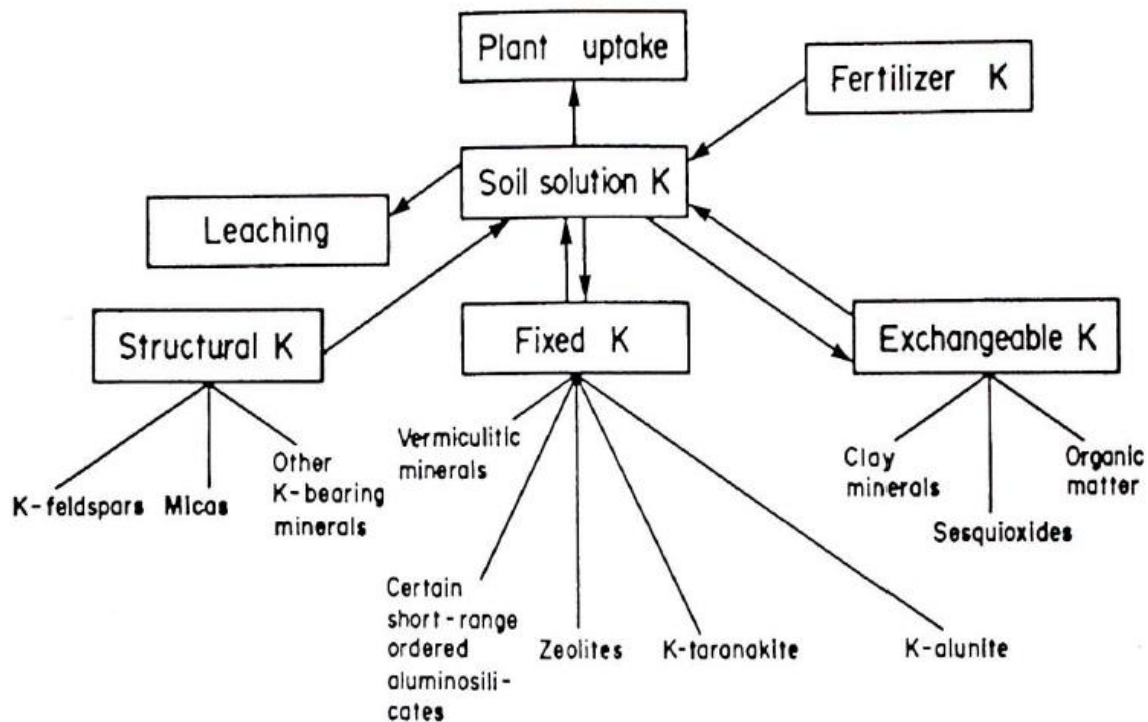 Plant uptake
Fertilizer K
Soil solution K
Leaching
Structural K
Fixed K
Exchangeable K
K-feldspars
Micas
Other
K-bearing
minerals
Vermiculitic
minerals
Certain
short-range
ordered
aluminosili-
cates
Zeolites
K-taranakite
K-alunite
Clay
minerals
Sesquioxides
Organic
matter